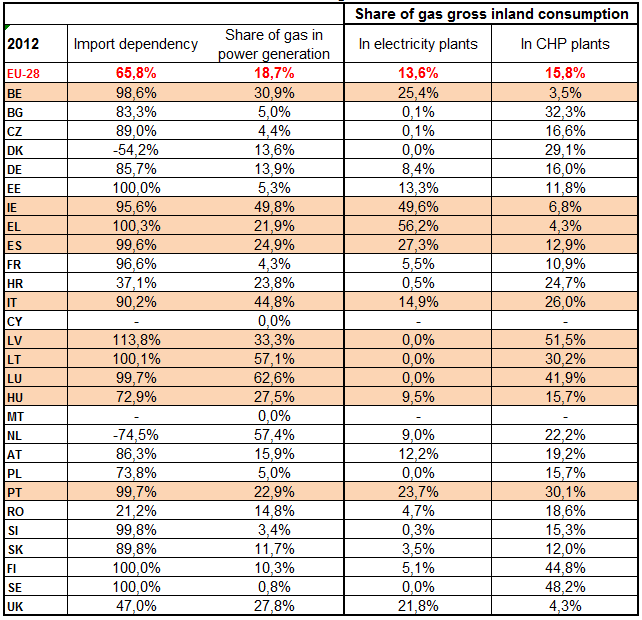 Share of gas gross inland consumption
2012 Import dependency Share of gas in power generation In electricity plants In CHP plants
EU-28 65,8% 18,7% 13,6% 15,8%
BE 98,6% 30,9% 25,4% 3,5%
BG 83,3% 5,0% 0,1% 32,3%
CZ 89,0% 4,4% 0,1% 16,6%
DK -54,2% 13,6% 0,0% 29,1%
DE 85,7% 13,9% 8,4% 16,0%
EE 100,0% 5,3% 13,3% 11,8%
IE 95,6% 49,8% 49,6% 6,8%
EL 100,3% 21,9% 56,2% 4,3%
ES 99,6% 24,9% 27,3% 12,9%
FR 96,6% 4,3% 5,5% 10,9%
HR 37,1% 23,8% 0,5% 24,7%
IT 90,2% 44,8% 14,9% 26,0%
CY - 0,0% - -
LV 113,8% 33,3% 0,0% 51,5%
LT 100,1% 57,1% 0,0% 30,2%
LU 99,7% 62,6% 0,0% 41,9%
HU 72,9% 27,5% 9,5% 15,7%
MT - 0,0% - -
NL -74,5% 57,4% 9,0% 22,2%
AT 86,3% 15,9% 12,2% 19,2%
PL 73,8% 5,0% 0,0% 15,7%
PT 99,7% 22,9% 23,7% 30,1%
RO 21,2% 14,8% 4,7% 18,6%
SI 99,8% 3,4% 0,3% 15,3%
SK 89,8% 11,7% 3,5% 12,0%
FI 100,0% 10,3% 5,1% 44,8%
SE 100,0% 0,8% 0,0% 48,2%
UK 47,0% 27,8% 21,8% 4,3%